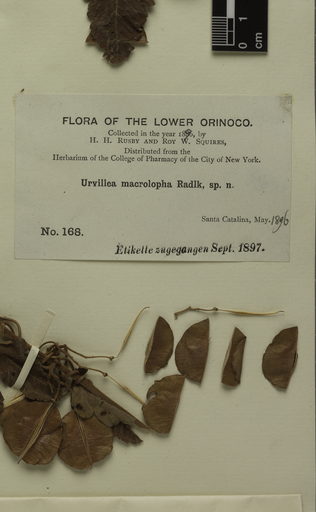 0 1
cm
FLORA OF THE LOWER ORINOCO.
Collected in the year 1896, by
H. H. RUSBY AND ROY W. SQUIRES,
Distributed from the
Herbarium of the College of Pharmacy of the City of New York.
Urvillea macrolopha Radlk, sp. n.
Santa Catalina, May. 1896
No. 168.
Etikette zugegangen Sept. 1897.